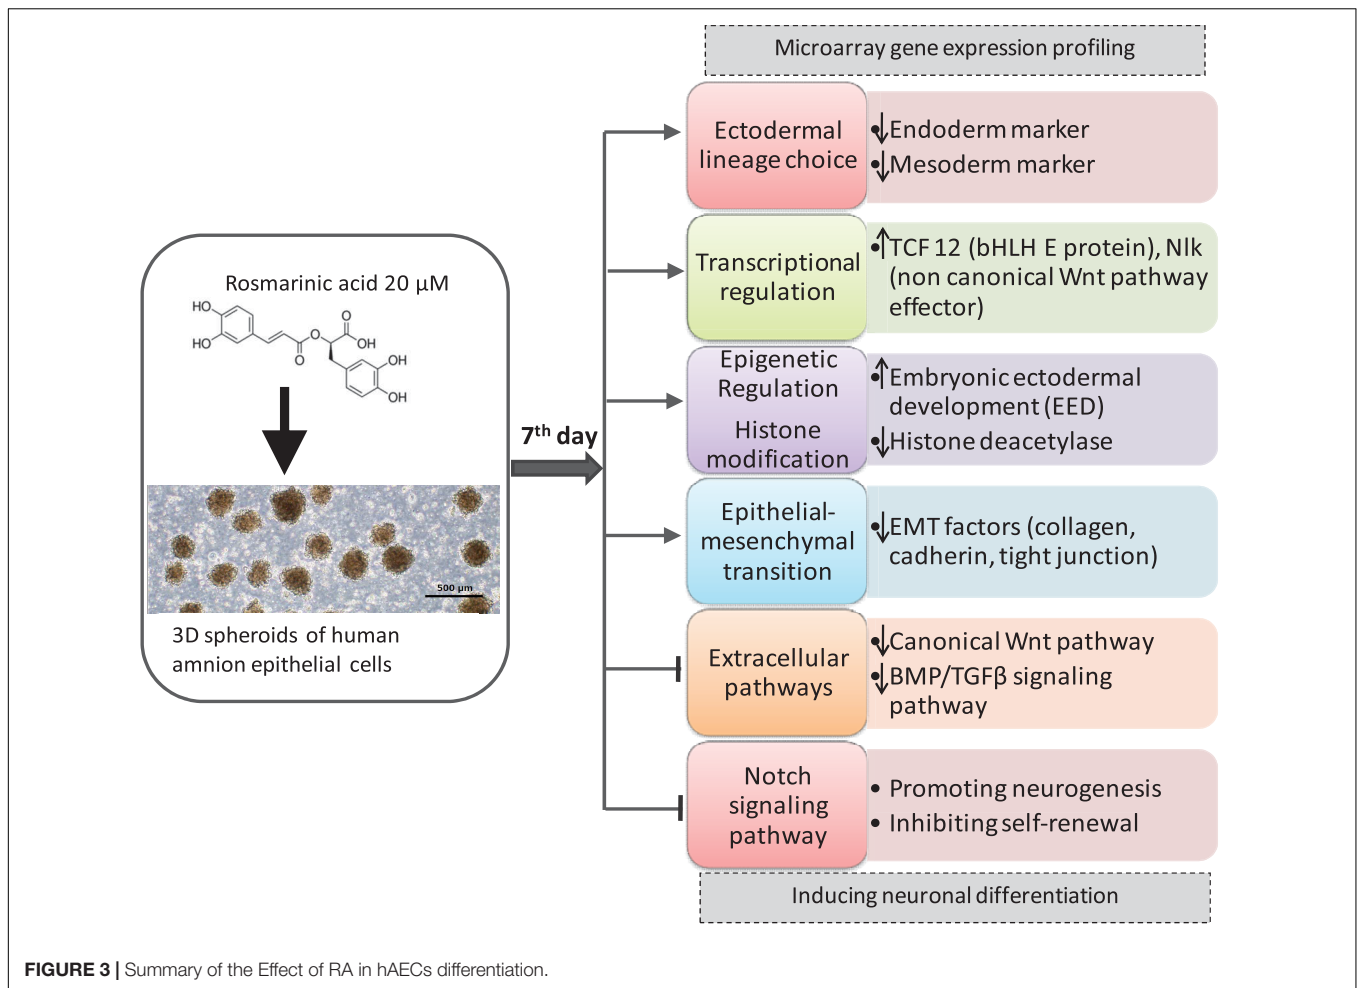 Microarray gene expression profiling
Ectodermal
lineage choice
•↓Endoderm marker
•↓Mesoderm marker
Transcriptional
regulation
•↑TCF 12 (bHLH E protein), Nlk
(non canonical Wnt pathway
effector)
Epigenetic
Regulation
Histone
modification
•↑Embryonic ectodermal
development (EED)
•↓Histone deacetylase
Epithelial-
mesenchymal
transition
•↓EMT factors (collagen,
cadherin, tight junction)
Extracellular
pathways
•↓Canonical Wnt pathway
•↓BMP/TGFβ signaling
pathway
Notch
signaling
pathway
• Promoting neurogenesis
• Inhibiting self-renewal
Inducing neuronal differentiation
Rosmarinic acid 20 μM
HO
HO
O
O
O
OH
OH
OH
7th day
500 μm
3D spheroids of human
amnion epithelial cells
FIGURE 3 | Summary of the Effect of RA in hAECs differentiation.